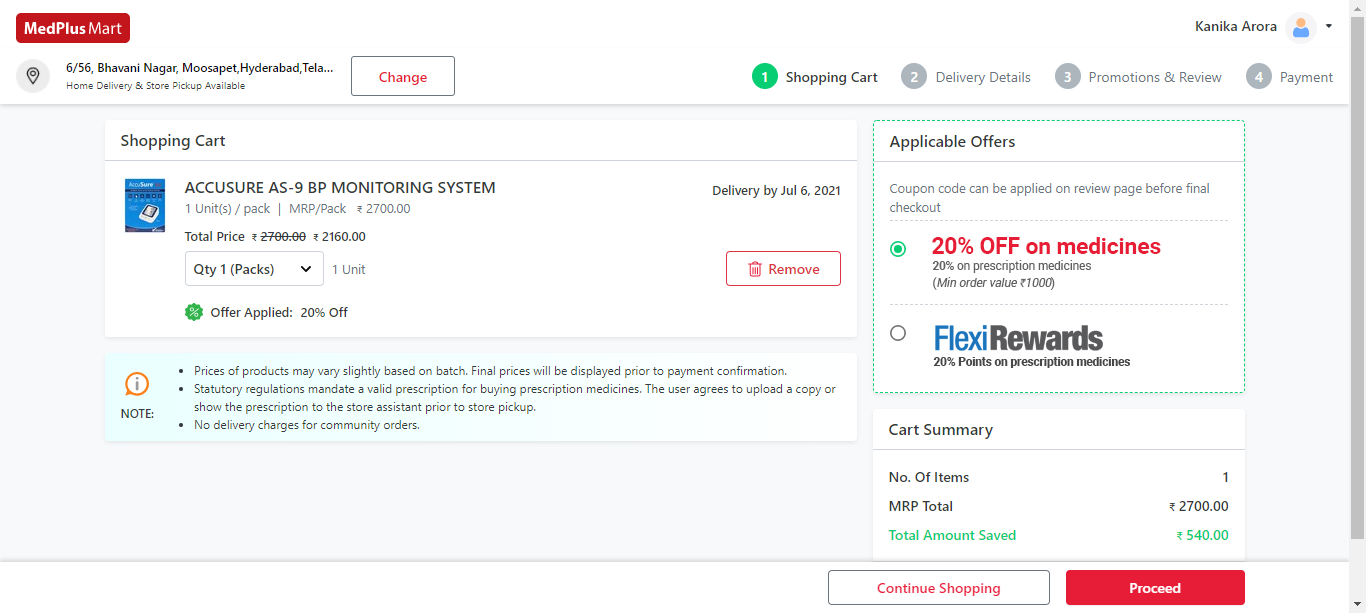 MedPlus Mart
Kanika Arora
6/56, Bhavani Nagar, Moosapet,Hyderabad,Tela...
Home Delivery & Store Pickup Available
Change
1 Shopping Cart
2 Delivery Details
3 Promotions & Review
4 Payment
Shopping Cart
AccuSure
ACCUSURE AS-9 BP MONITORING SYSTEM
Delivery by Jul 6, 2021
1 Unit(s) / pack | MRP/Pack ₹ 2700.00
Total Price ₹ 2700.00 ₹ 2160.00
Qty 1 (Packs) 1 Unit
Remove
Offer Applied: 20% Off
NOTE:
• Prices of products may vary slightly based on batch. Final prices will be displayed prior to payment confirmation.
• Statutory regulations mandate a valid prescription for buying prescription medicines. The user agrees to upload a copy or
show the prescription to the store assistant prior to store pickup.
• No delivery charges for community orders.
Applicable Offers
Coupon code can be applied on review page before final
checkout
20% OFF on medicines
20% on prescription medicines
(Min order value ₹1000)
FlexiRewards
20% Points on prescription medicines
Cart Summary
No. Of Items 1
MRP Total ₹ 2700.00
Total Amount Saved ₹ 540.00
Continue Shopping
Proceed